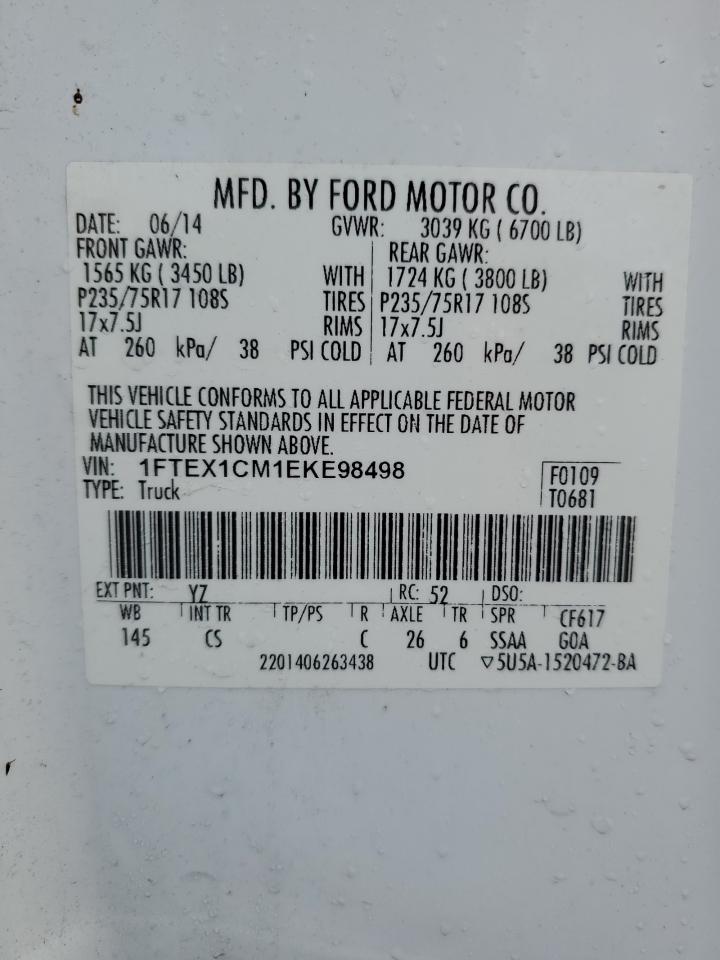 MFD. BY FORD MOTOR CO.
DATE: 06/14 GVWR: 3039 KG ( 6700 LB)
FRONT GAWR: REAR GAWR:
1565 KG ( 3450 LB) WITH 1724 KG ( 3800 LB) WITH
P235/75R17 108S TIRES P235/75R17 108S TIRES
17x7.5J RIMS 17x7.5J RIMS
AT 260 kPa/ 38 PSI COLD AT 260 kPa/ 38 PSI COLD
THIS VEHICLE CONFORMS TO ALL APPLICABLE FEDERAL MOTOR
VEHICLE SAFETY STANDARDS IN EFFECT ON THE DATE OF
MANUFACTURE SHOWN ABOVE.
VIN: 1FTEX1CM1EKE98498 F0109
TYPE: Truck T0681
EXT PNT: YZ RC: 52 DSO:
WB INT TR TP/PS R AXLE TR SPR CF617
145 CS C 26 6 SSAA GOA
2201406263438 UTC ▽5U5A-1520472-BA